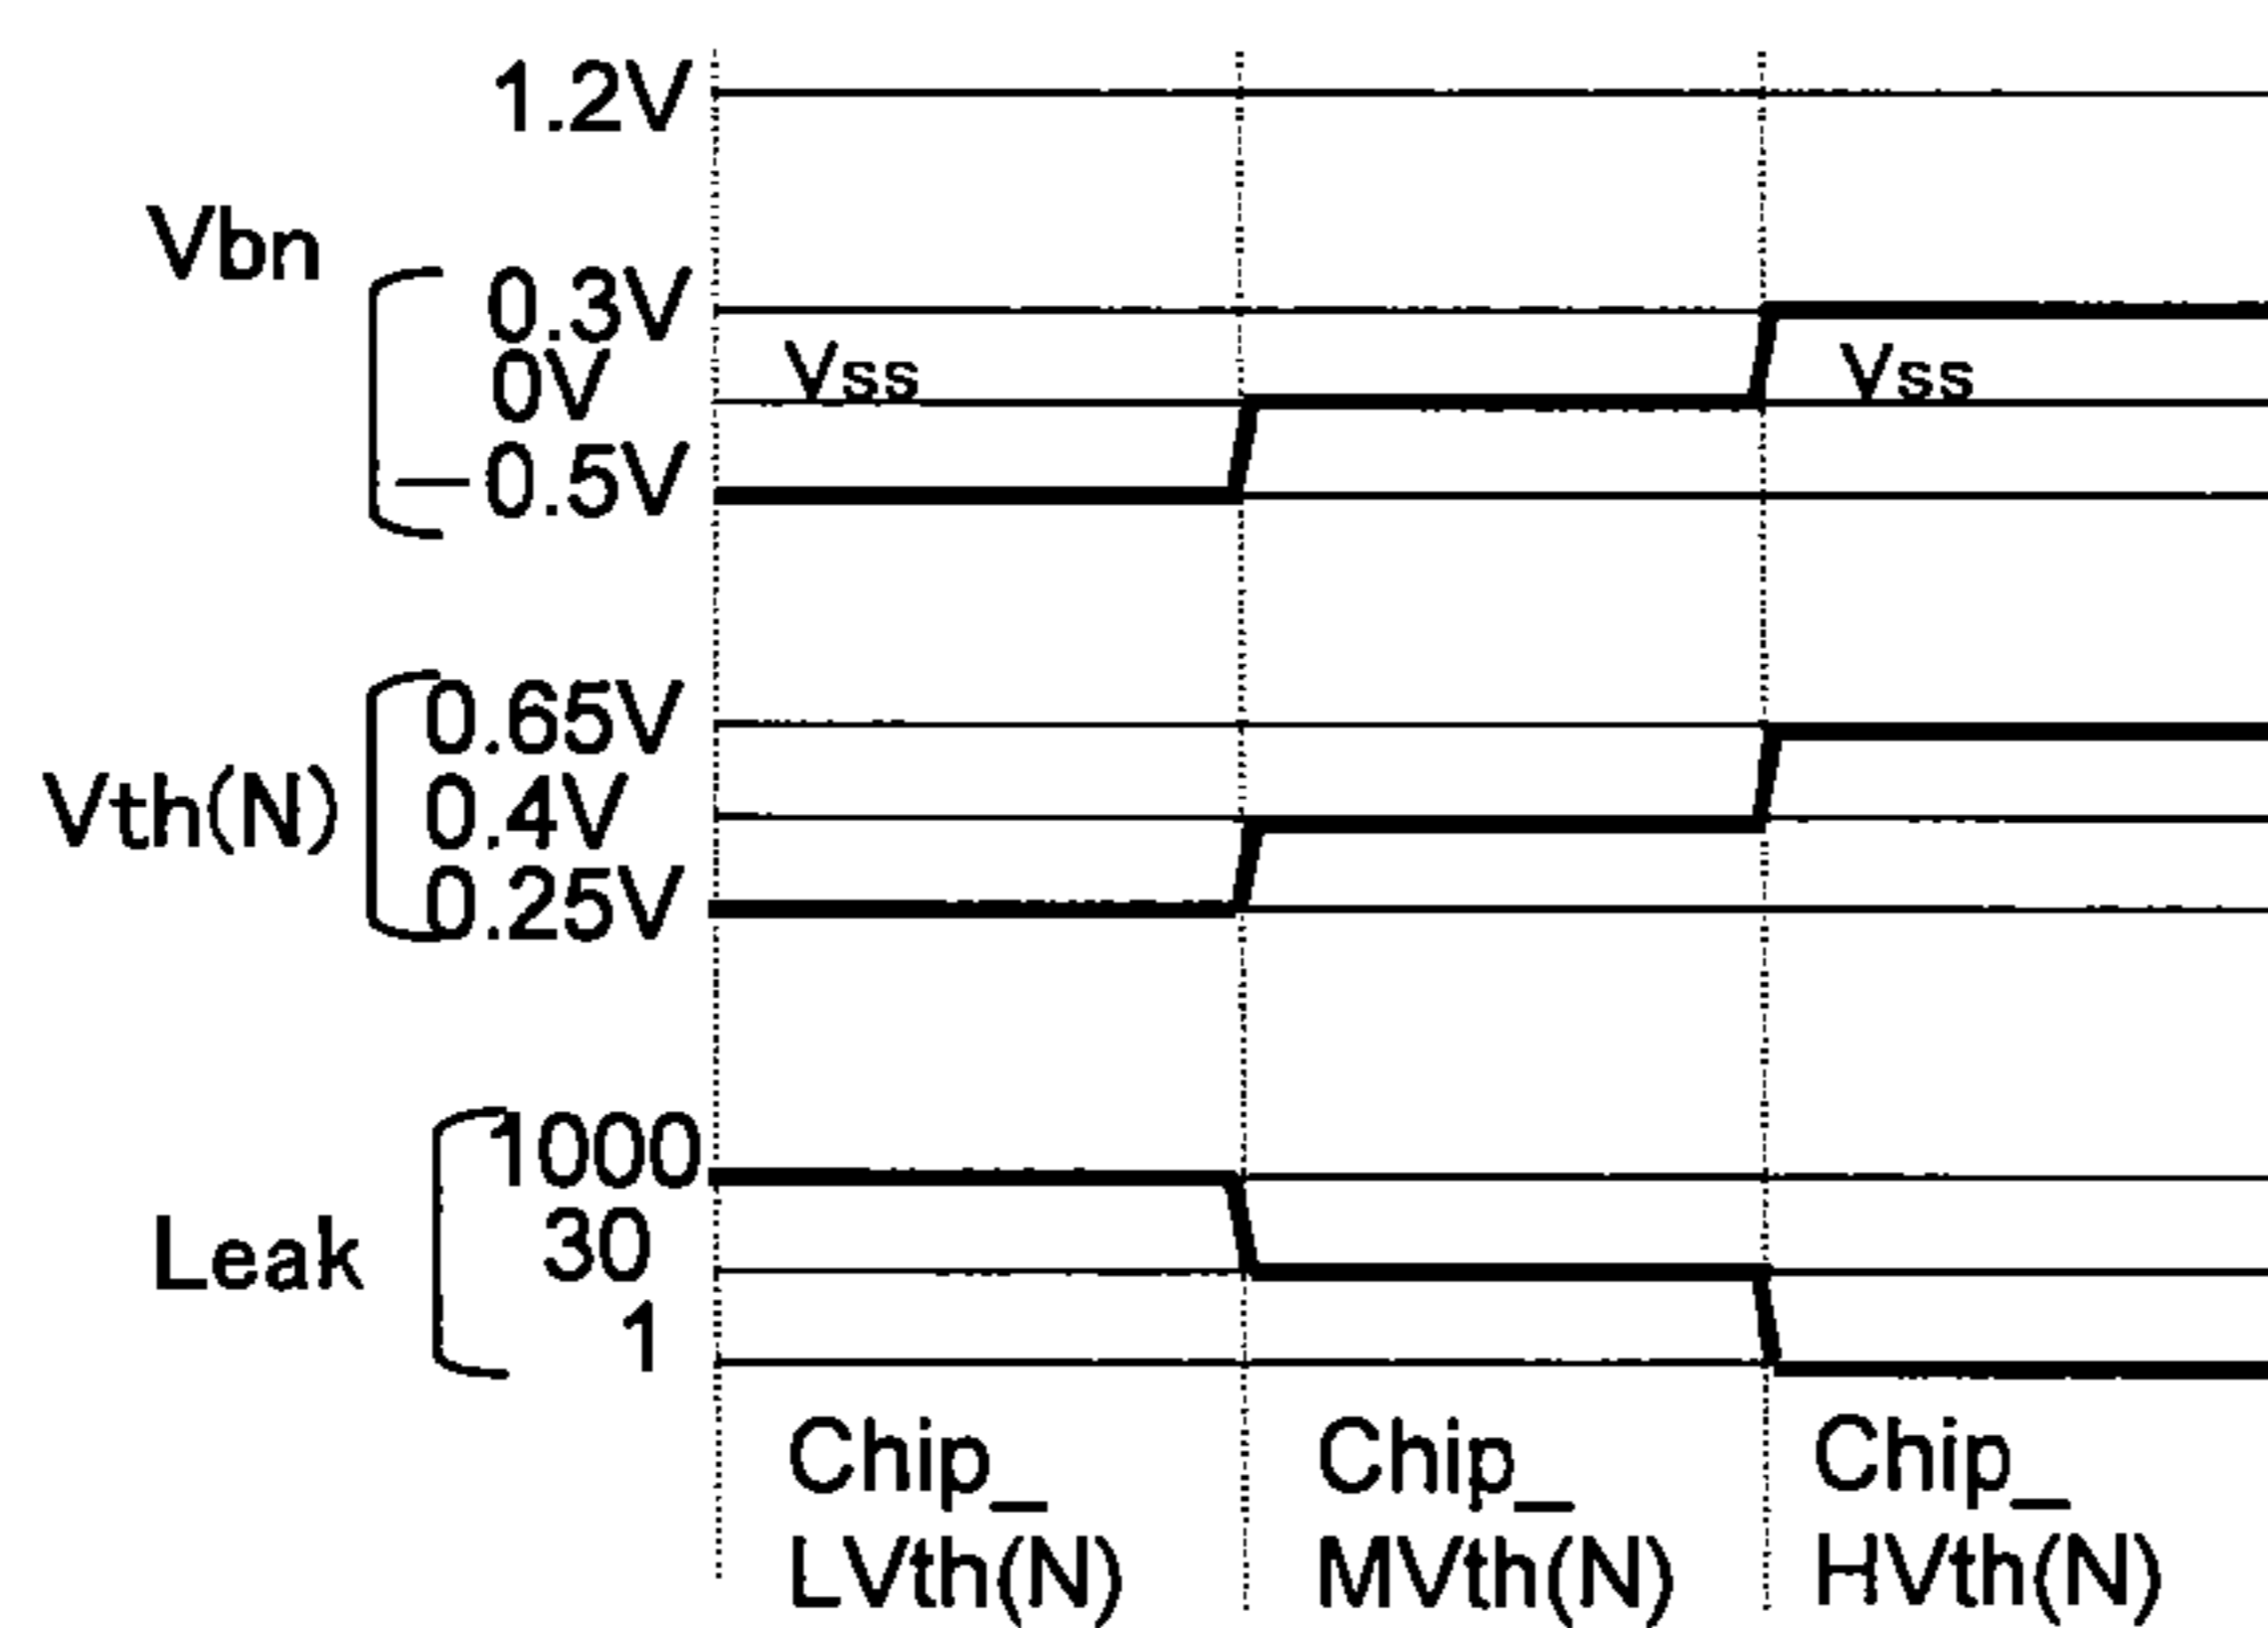 1.2V
Vbn
0.3V
Vss
Vss
0V
−0.5V
0.65V
Vth(N)
0.4V
0.25V
1000
Leak
30
1
Chip_
LVth(N)
Chip_
MVth(N)
Chip_
HVth(N)